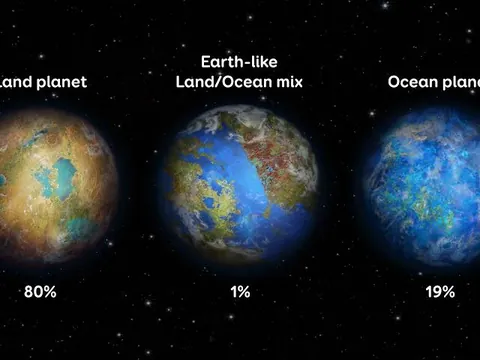 Earth-like
Land planet
Land/Ocean mix
Ocean plane
80%
1%
19%